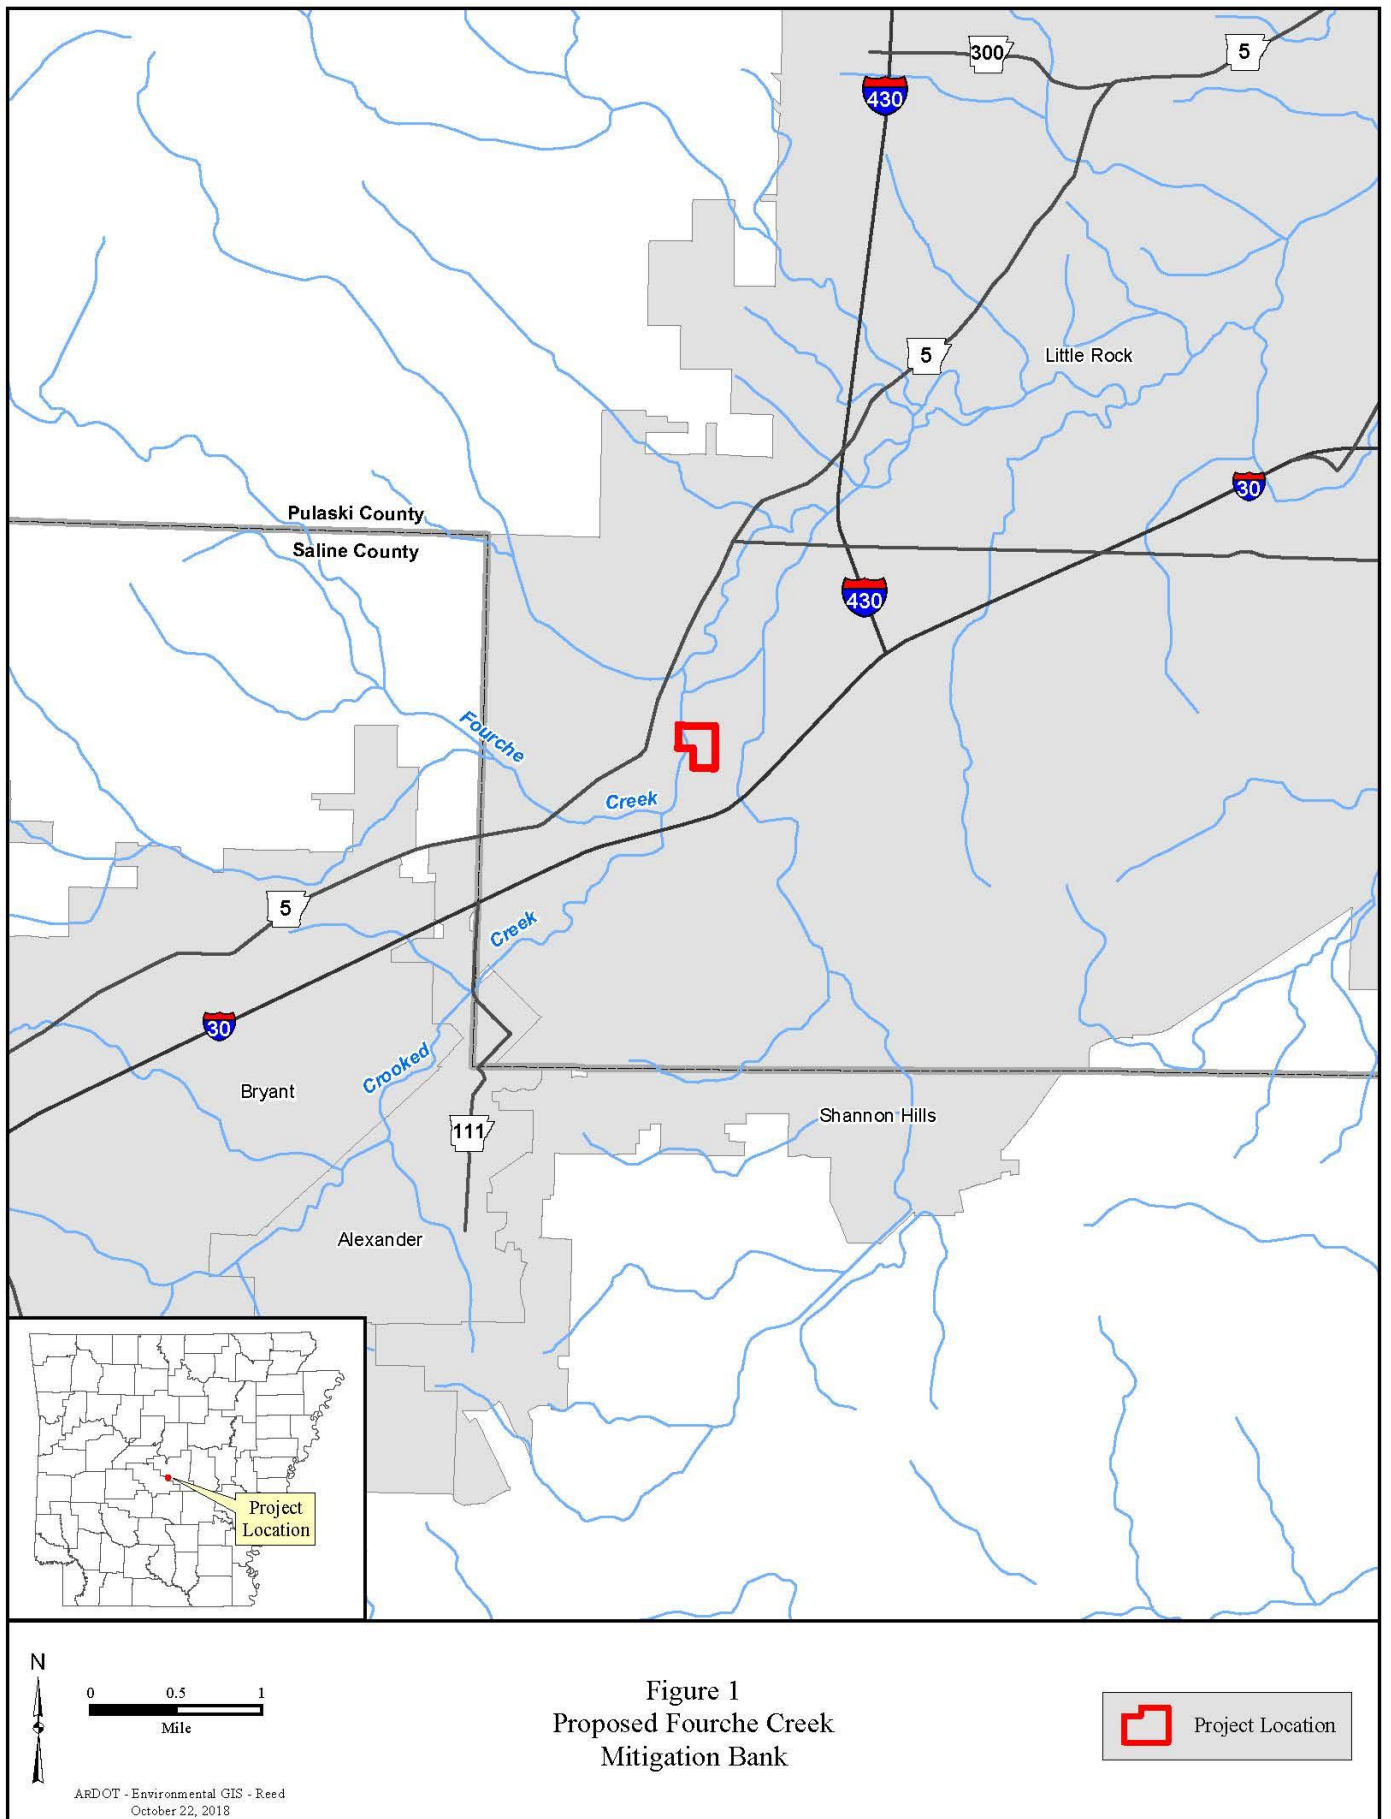 300
5
430
5
Little Rock
30
Pulaski County
Saline County
430
Fourche
Creek
5
Creek
30
Crooked
Bryant
111
Shannon Hills
Alexander
Project
Location
N
0 0.5 1
Mile
ARDOT - Environmental GIS - Reed
October 22, 2018
Figure 1
Proposed Fourche Creek
Mitigation Bank
Project Location